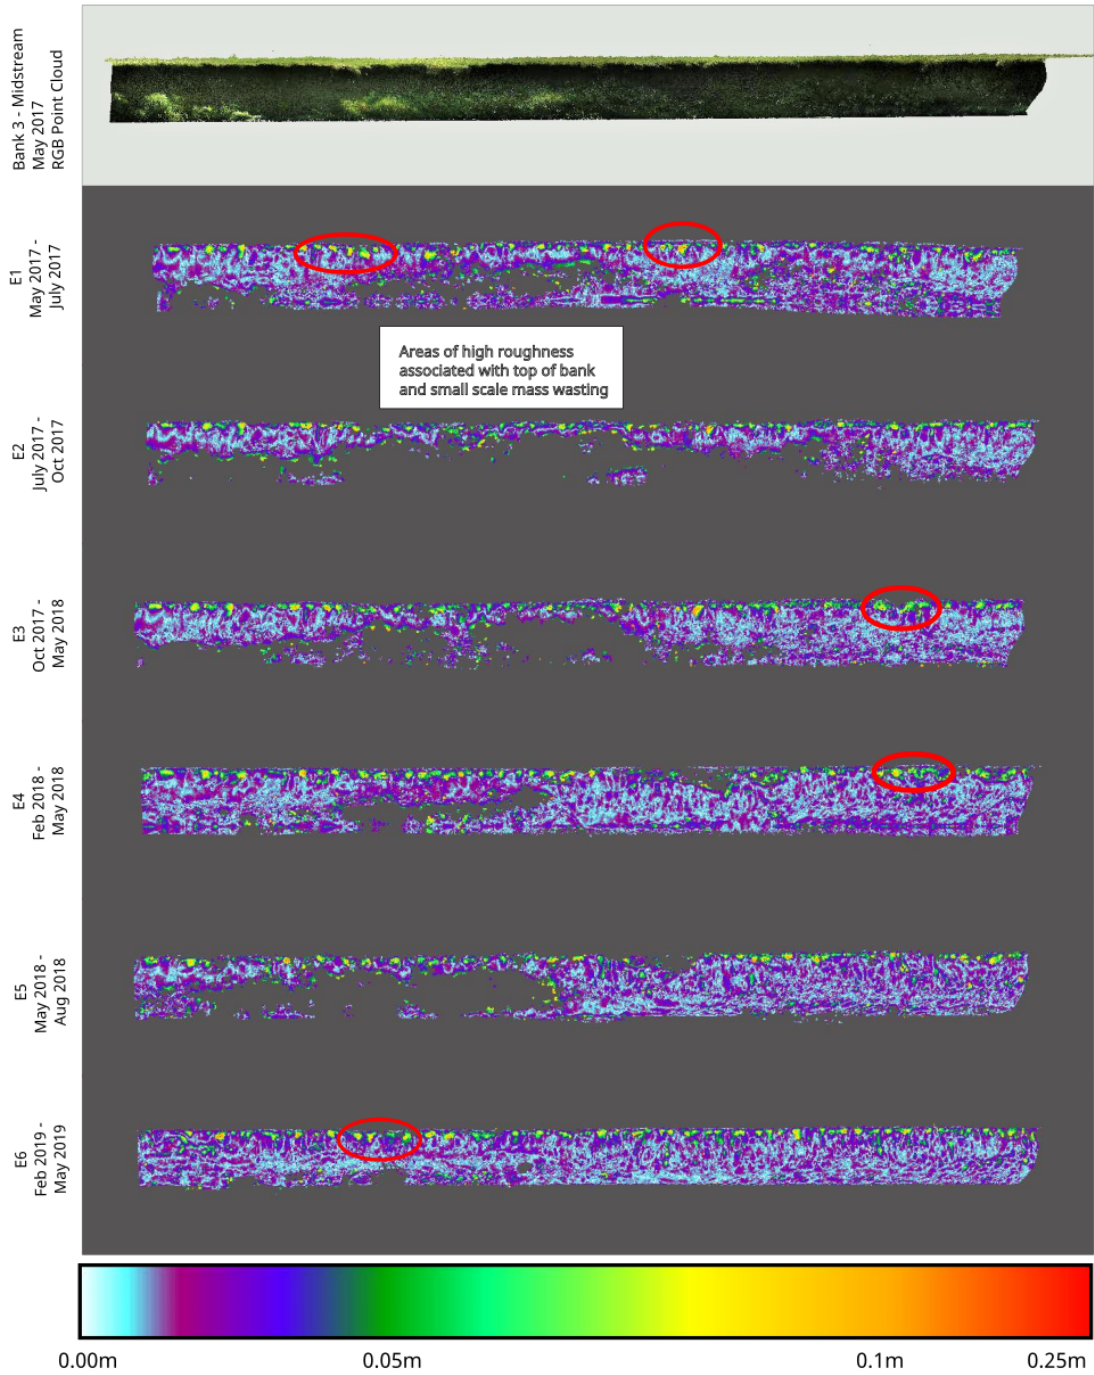 Bank 3 - Midstream
May 2017
RGB Point Cloud
E1
May 2017 -
July 2017
Areas of high roughness
associated with top of bank
and small scale mass wasting
E2
July 2017 -
Oct 2017
E3
Oct 2017 -
May 2018
E4
Feb 2018 -
May 2018
E5
May 2018 -
Aug 2018
E6
Feb 2019 -
May 2019
0.00m
0.05m
0.1m
0.25m